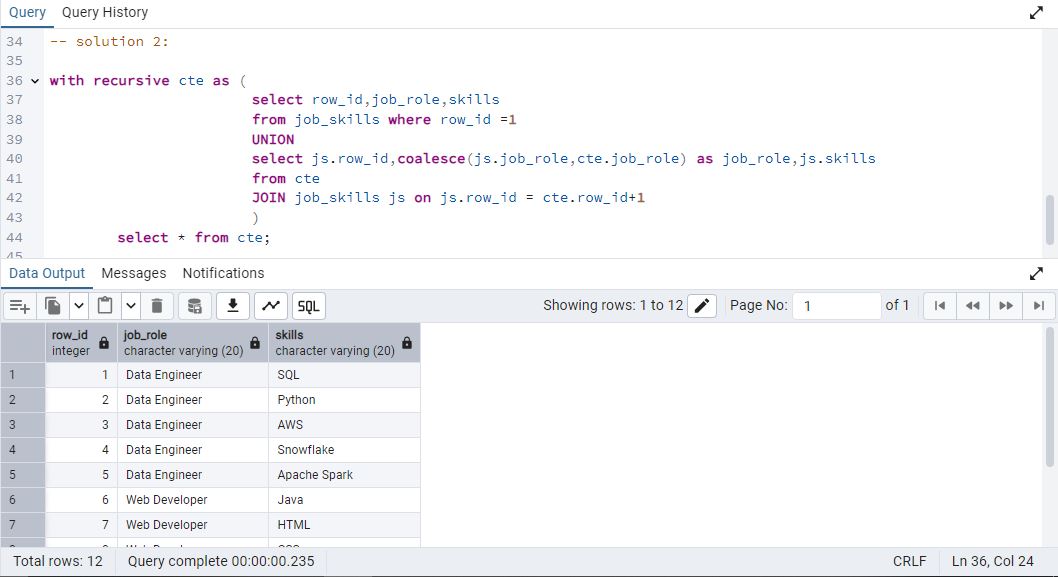 Query Query History
34 -- solution 2:
35
36 with recursive cte as (
37 select row_id,job_role,skills
38 from job_skills where row_id =1
39 UNION
40 select js.row_id,coalesce(js.job_role,cte.job_role) as job_role,js.skills
41 from cte
42 JOIN job_skills js on js.row_id = cte.row_id+1
43 )
44 select * from cte;
45
Data Output Messages Notifications
SQL Showing rows: 1 to 12 Page No: 1 of 1
row_id job_role skills
integer character varying (20) character varying (20)
1 1 Data Engineer SQL
2 2 Data Engineer Python
3 3 Data Engineer AWS
4 4 Data Engineer Snowflake
5 5 Data Engineer Apache Spark
6 6 Web Developer Java
7 7 Web Developer HTML
Total rows: 12 Query complete 00:00:00.235 CRLF Ln 36, Col 24